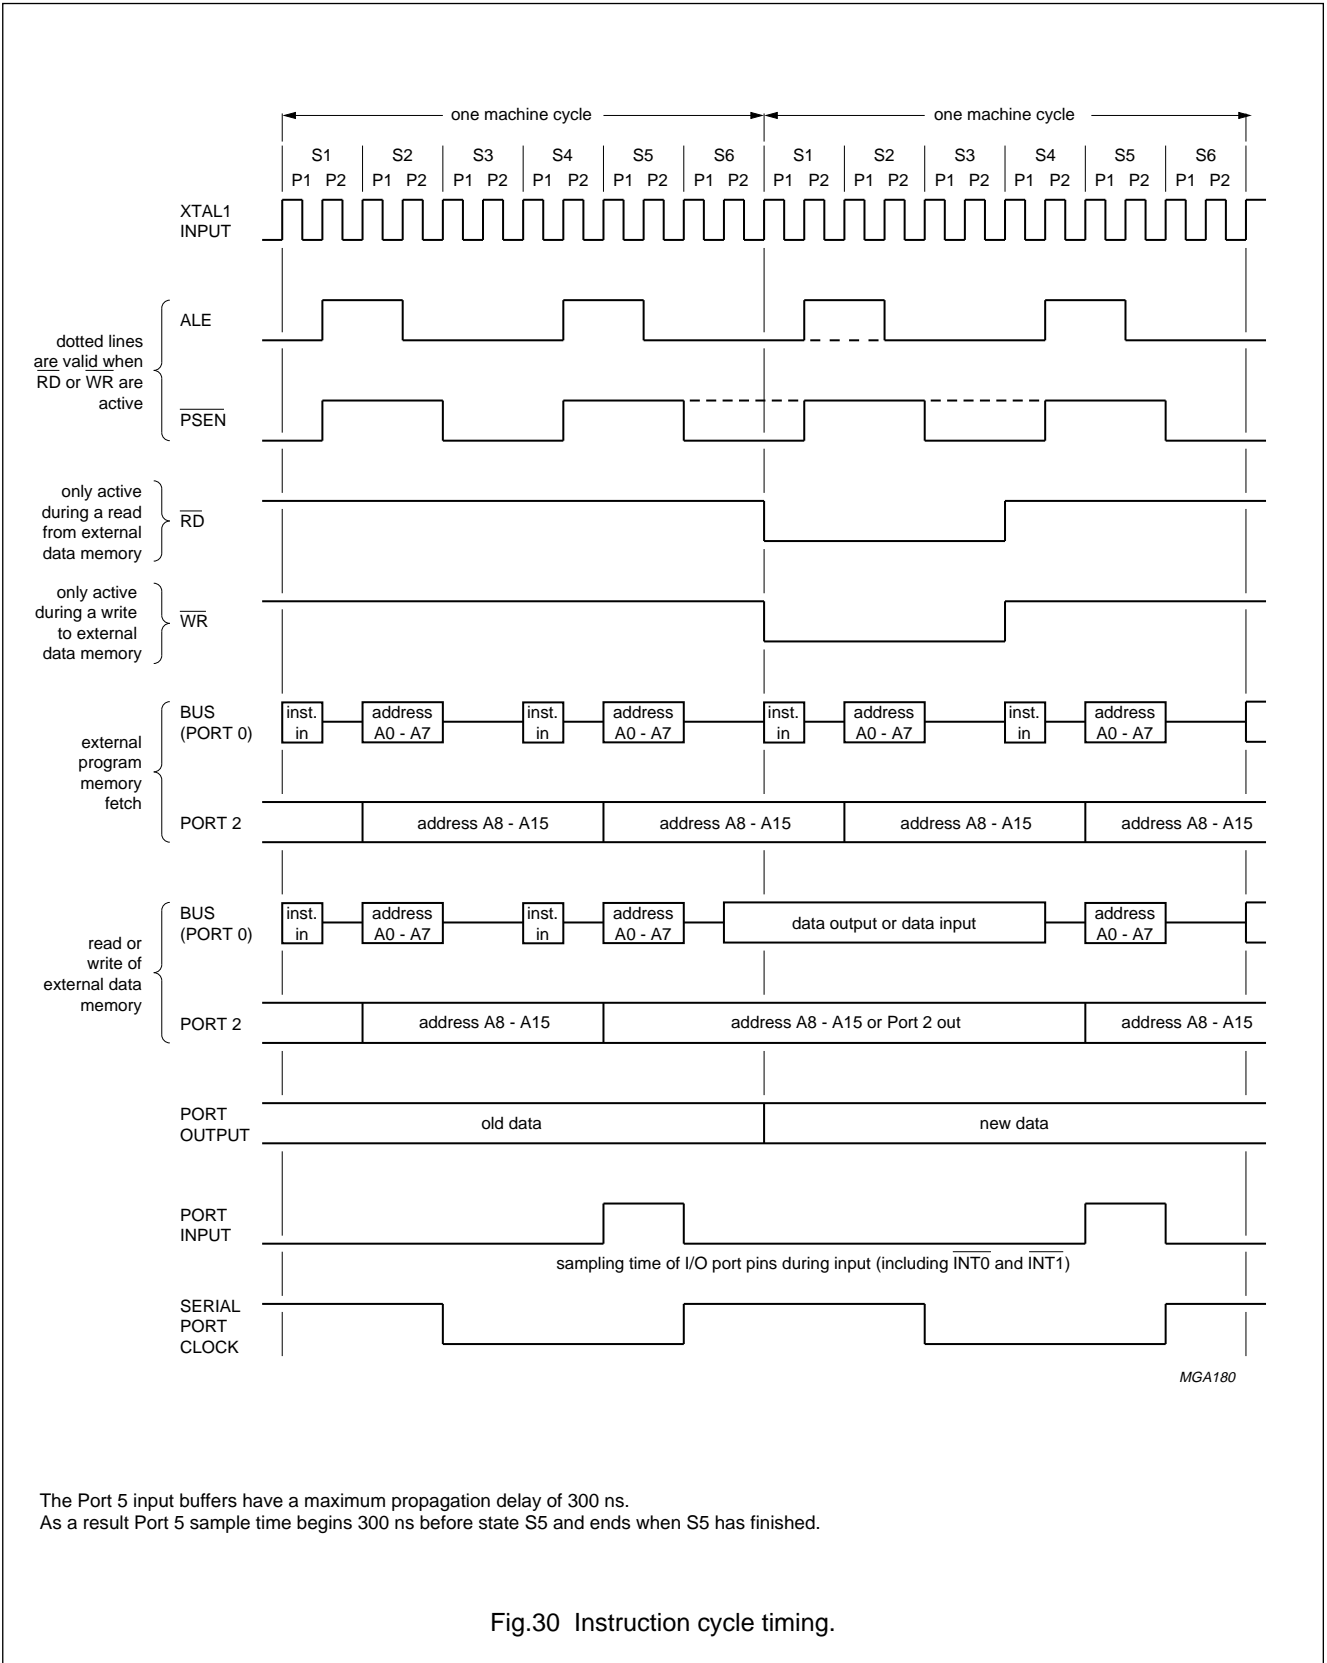 one machine cycle one machine cycle
S1 S2 S3 S4 S5 S6 S1 S2 S3 S4 S5 S6
P1 P2 P1 P2 P1 P2 P1 P2 P1 P2 P1 P2 P1 P2 P1 P2 P1 P2 P1 P2 P1 P2 P1 P2
XTAL1
INPUT
ALE
dotted lines
are valid when
RD or WR are
active
PSEN
only active
during a read
from external
data memory
RD
only active
during a write
to external
data memory
WR
external
program
memory
fetch
BUS
(PORT 0)
inst. address inst. address inst. address inst. address
in A0 - A7 in A0 - A7 in A0 - A7 in A0 - A7
PORT 2
address A8 - A15 address A8 - A15 address A8 - A15 address A8 - A15
read or
write of
external data
memory
BUS
(PORT 0)
inst. address inst. address data output or data input address
in A0 - A7 in A0 - A7 A0 - A7
PORT 2
address A8 - A15 address A8 - A15 or Port 2 out address A8 - A15
PORT
OUTPUT
old data new data
PORT
INPUT
sampling time of I/O port pins during input (including INT0 and INT1)
SERIAL
PORT
CLOCK
MGA180
The Port 5 input buffers have a maximum propagation delay of 300 ns.
As a result Port 5 sample time begins 300 ns before state S5 and ends when S5 has finished.
Fig.30 Instruction cycle timing.